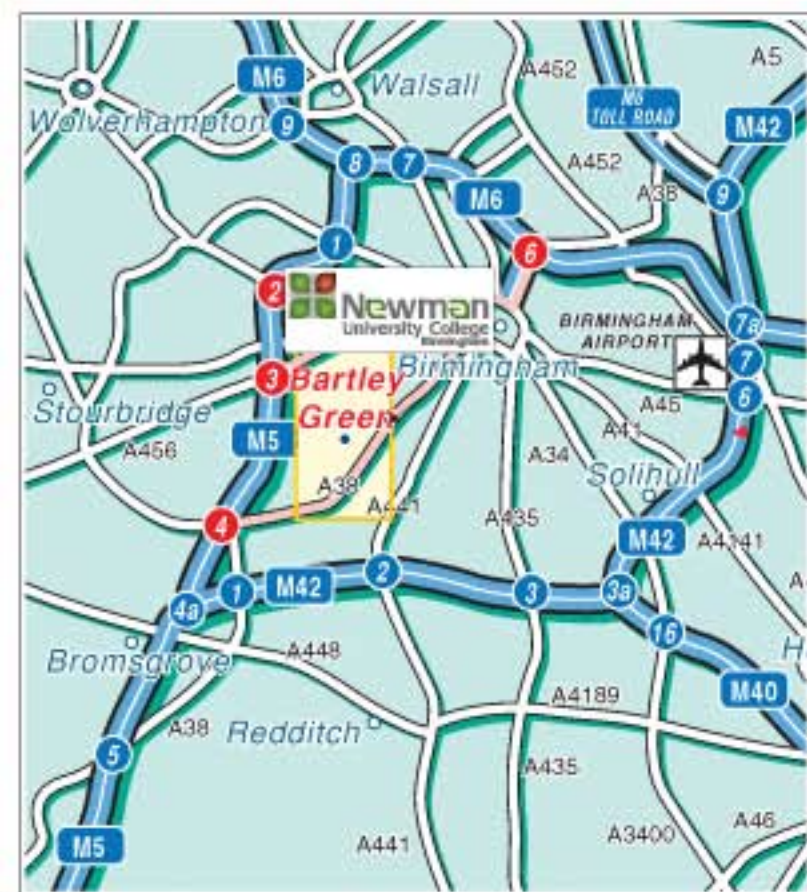 A452
A5
M6
Walsall
M6
TOLL ROAD
Wolverhampton
9
M42
8
7
A452
M6
A38
9
1
6
2
Newman
University College
Birmingham
BIRMINGHAM
AIRPORT
7a
7
3
Bartley
Green
Birmingham
6
Stourbridge
A45
A41
M5
A456
A34
Solihull
A38
A441
A435
4
M42
A4141
2
1
M42
3
3a
4a
16
A
H
Bromsgrove
A448
M40
A4189
A38
Redditch
5
A435
M5
A441
A3400
A46